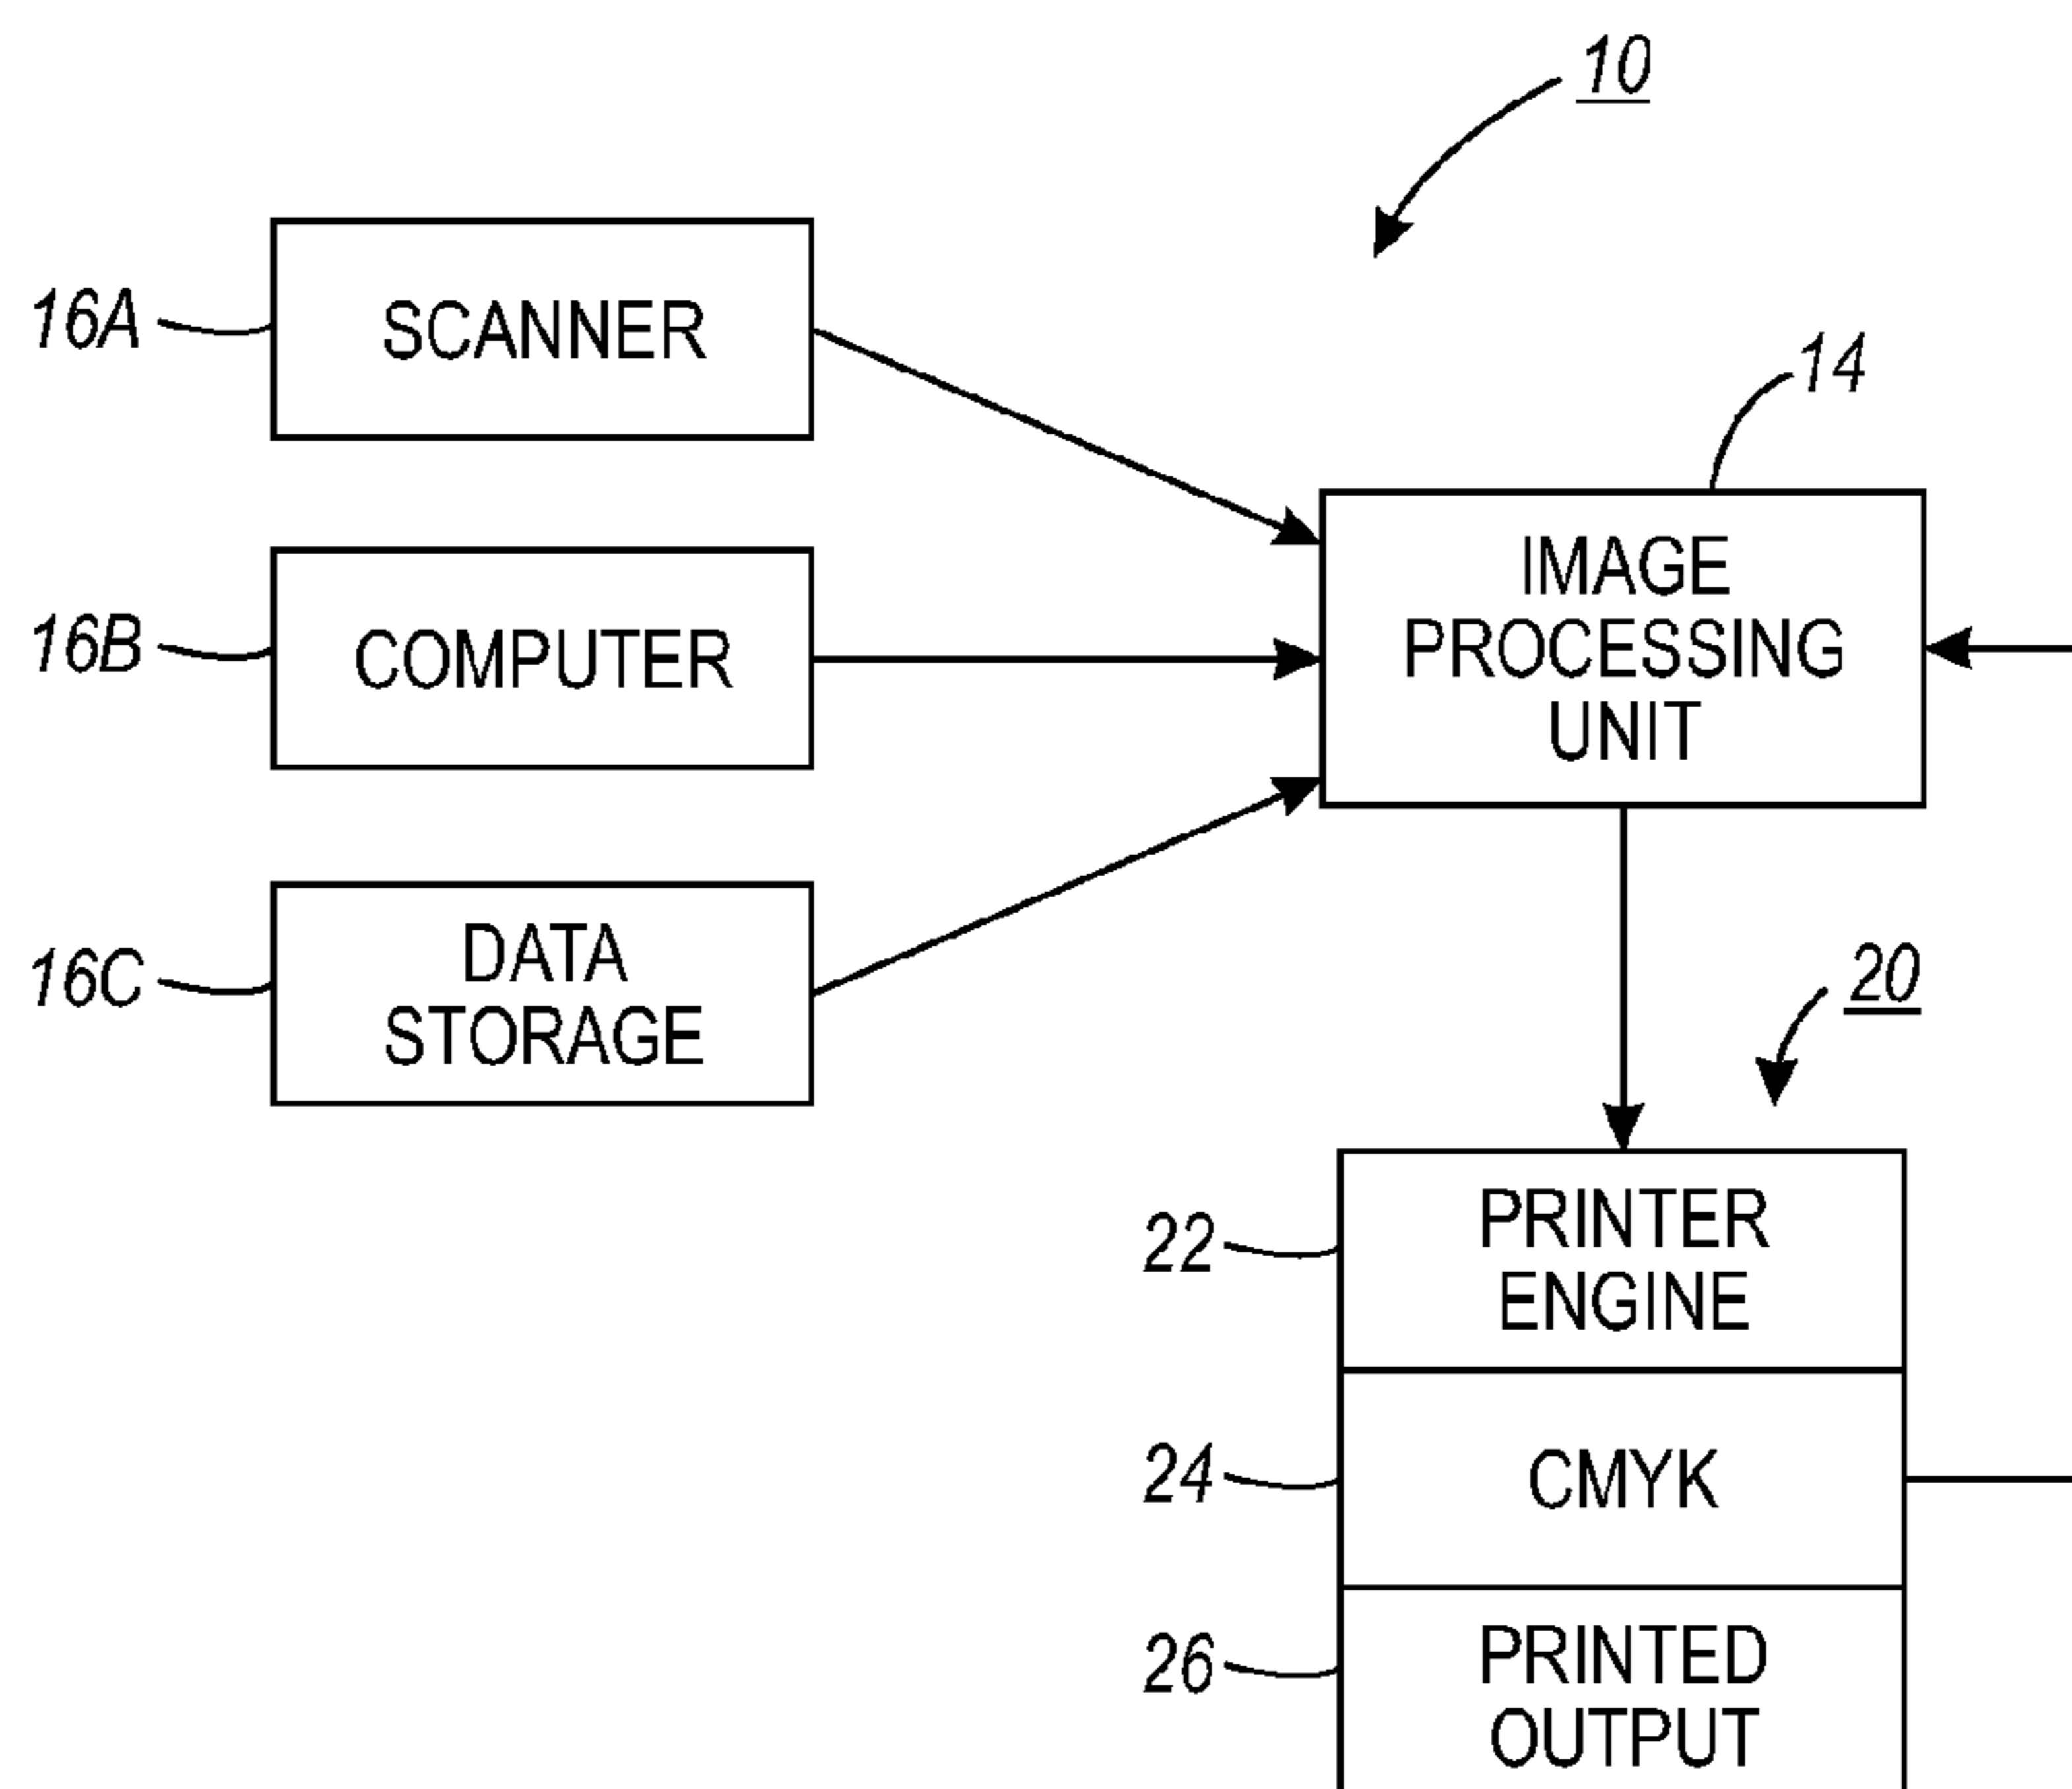 10
16A
SCANNER
14
16B
COMPUTER
IMAGE
PROCESSING
UNIT
16C
DATA
STORAGE
20
22
PRINTER
ENGINE
24
CMYK
26
PRINTED
OUTPUT